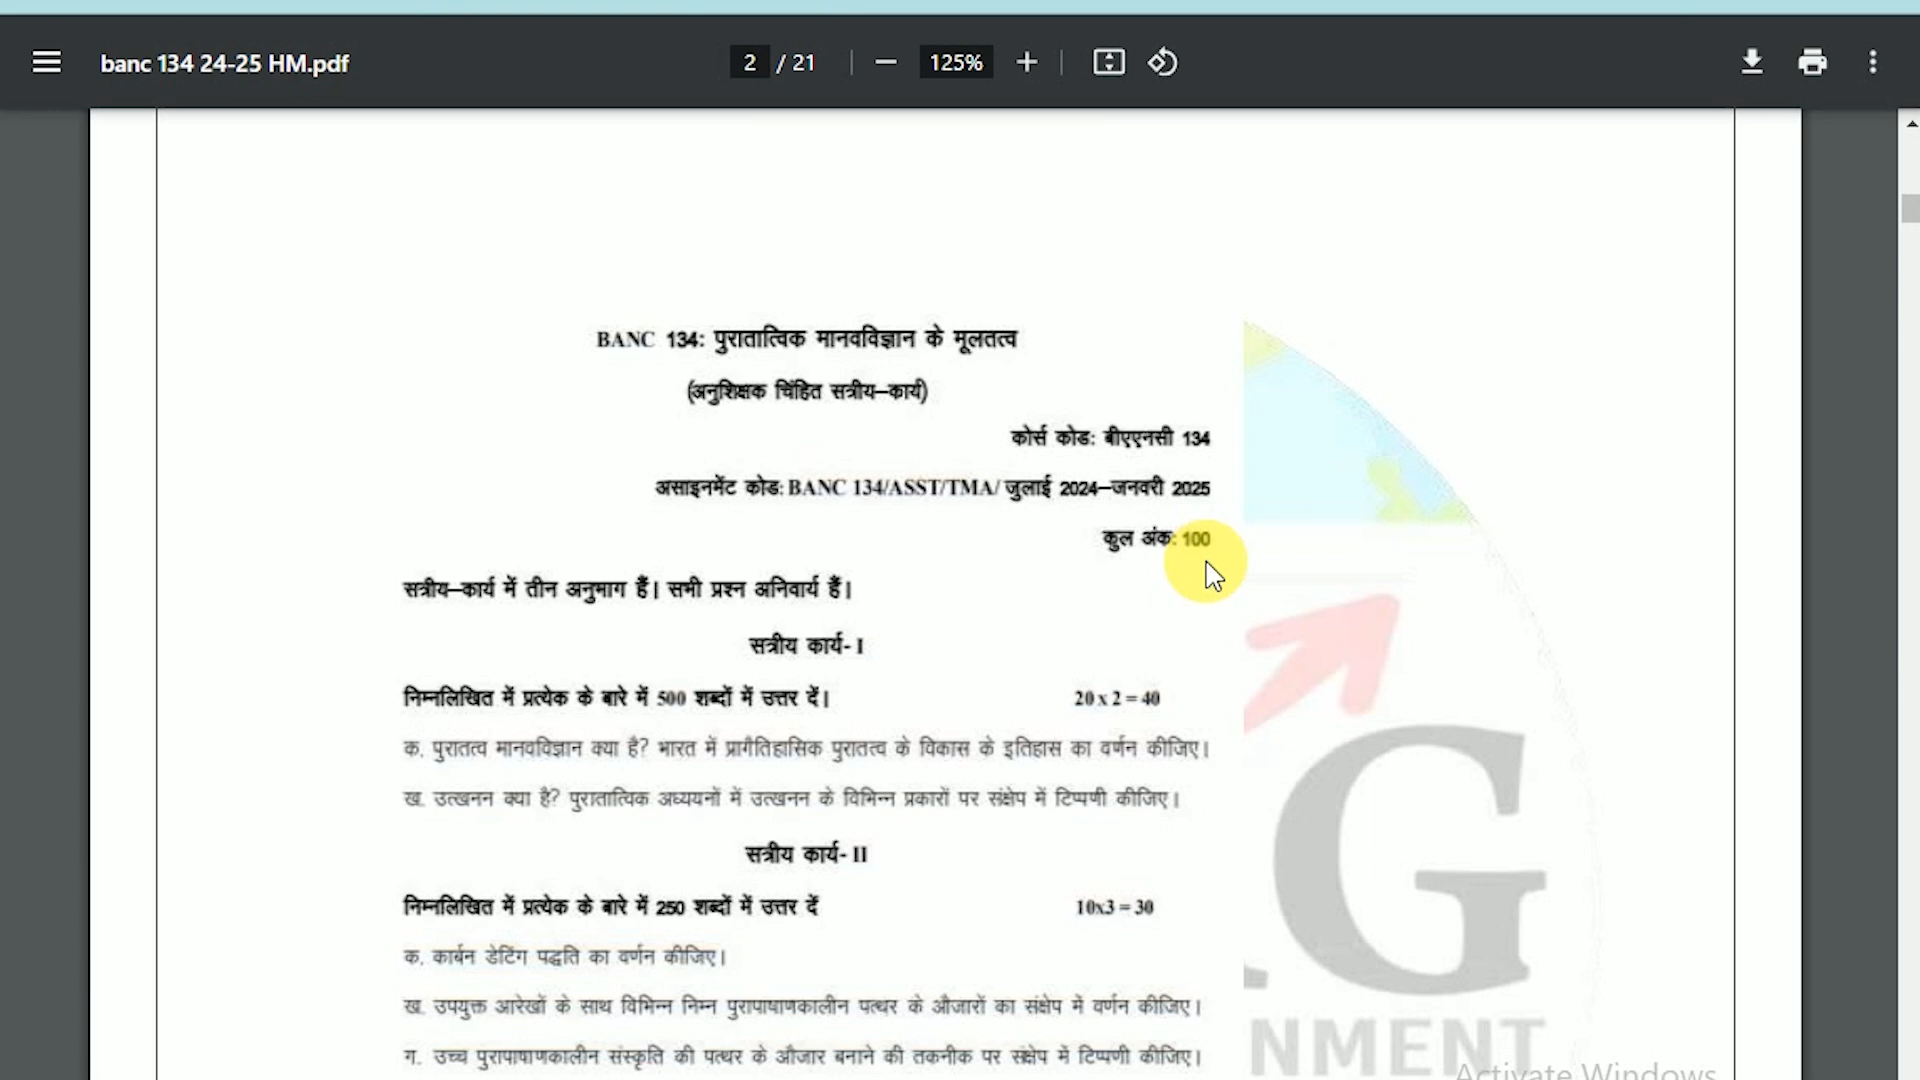 banc 134 24-25 HM.pdf
2 / 21
125%
BANC 134: पुरातात्विक मानवविज्ञान के मूलतत्व
(अनुशिक्षक चिंहित सत्रीय–कार्य)
कोर्स कोड: बीएएनसी 134
असाइनमेंट कोड: BANC 134/ASST/TMA/ जुलाई 2024–जनवरी 2025
कुल अंक: 100
सत्रीय–कार्य में तीन अनुभाग हैं। सभी प्रश्न अनिवार्य हैं।
सत्रीय कार्य- I
निम्नलिखित में प्रत्येक के बारे में 500 शब्दों में उत्तर दें। 20 x 2 = 40
क. पुरातत्व मानवविज्ञान क्या है? भारत में प्रागैतिहासिक पुरातत्व के विकास के इतिहास का वर्णन कीजिए।
ख. उत्खनन क्या है? पुरातात्विक अध्ययनों में उत्खनन के विभिन्न प्रकारों पर संक्षेप में टिप्पणी कीजिए।
सत्रीय कार्य- II
निम्नलिखित में प्रत्येक के बारे में 250 शब्दों में उत्तर दें 10x3 = 30
क. कार्बन डेटिंग पद्धति का वर्णन कीजिए।
ख. उपयुक्त आरेखों के साथ विभिन्न निम्न पुरापाषाणकालीन पत्थर के औजारों का संक्षेप में वर्णन कीजिए।
ग. उच्च पुरापाषाणकालीन संस्कृति की पत्थर के औजार बनाने की तकनीक पर संक्षेप में टिप्पणी कीजिए।
G
NMENT
Activate Windows